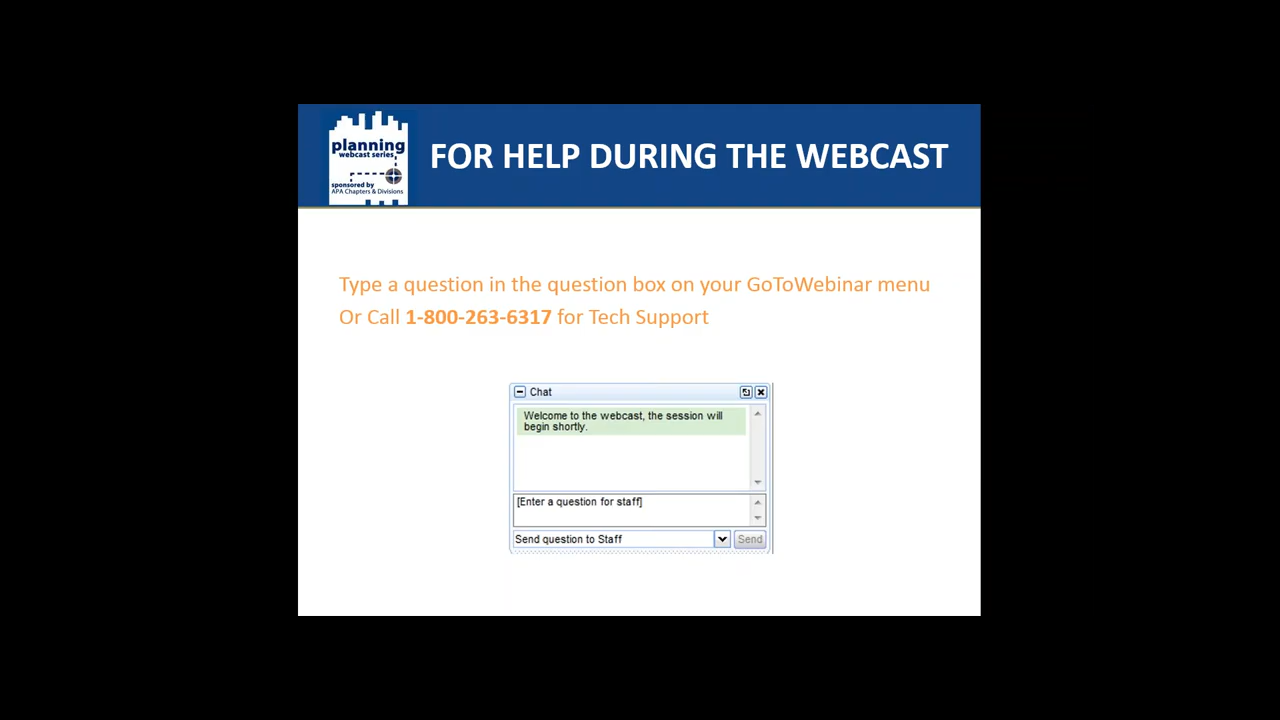 planning
webcast series
sponsored by
APA Chapters & Divisions
FOR HELP DURING THE WEBCAST
Type a question in the question box on your GoToWebinar menu
Or Call 1-800-263-6317 for Tech Support
Chat
Welcome to the webcast, the session will
begin shortly.
[Enter a question for staff]
Send question to Staff
Send